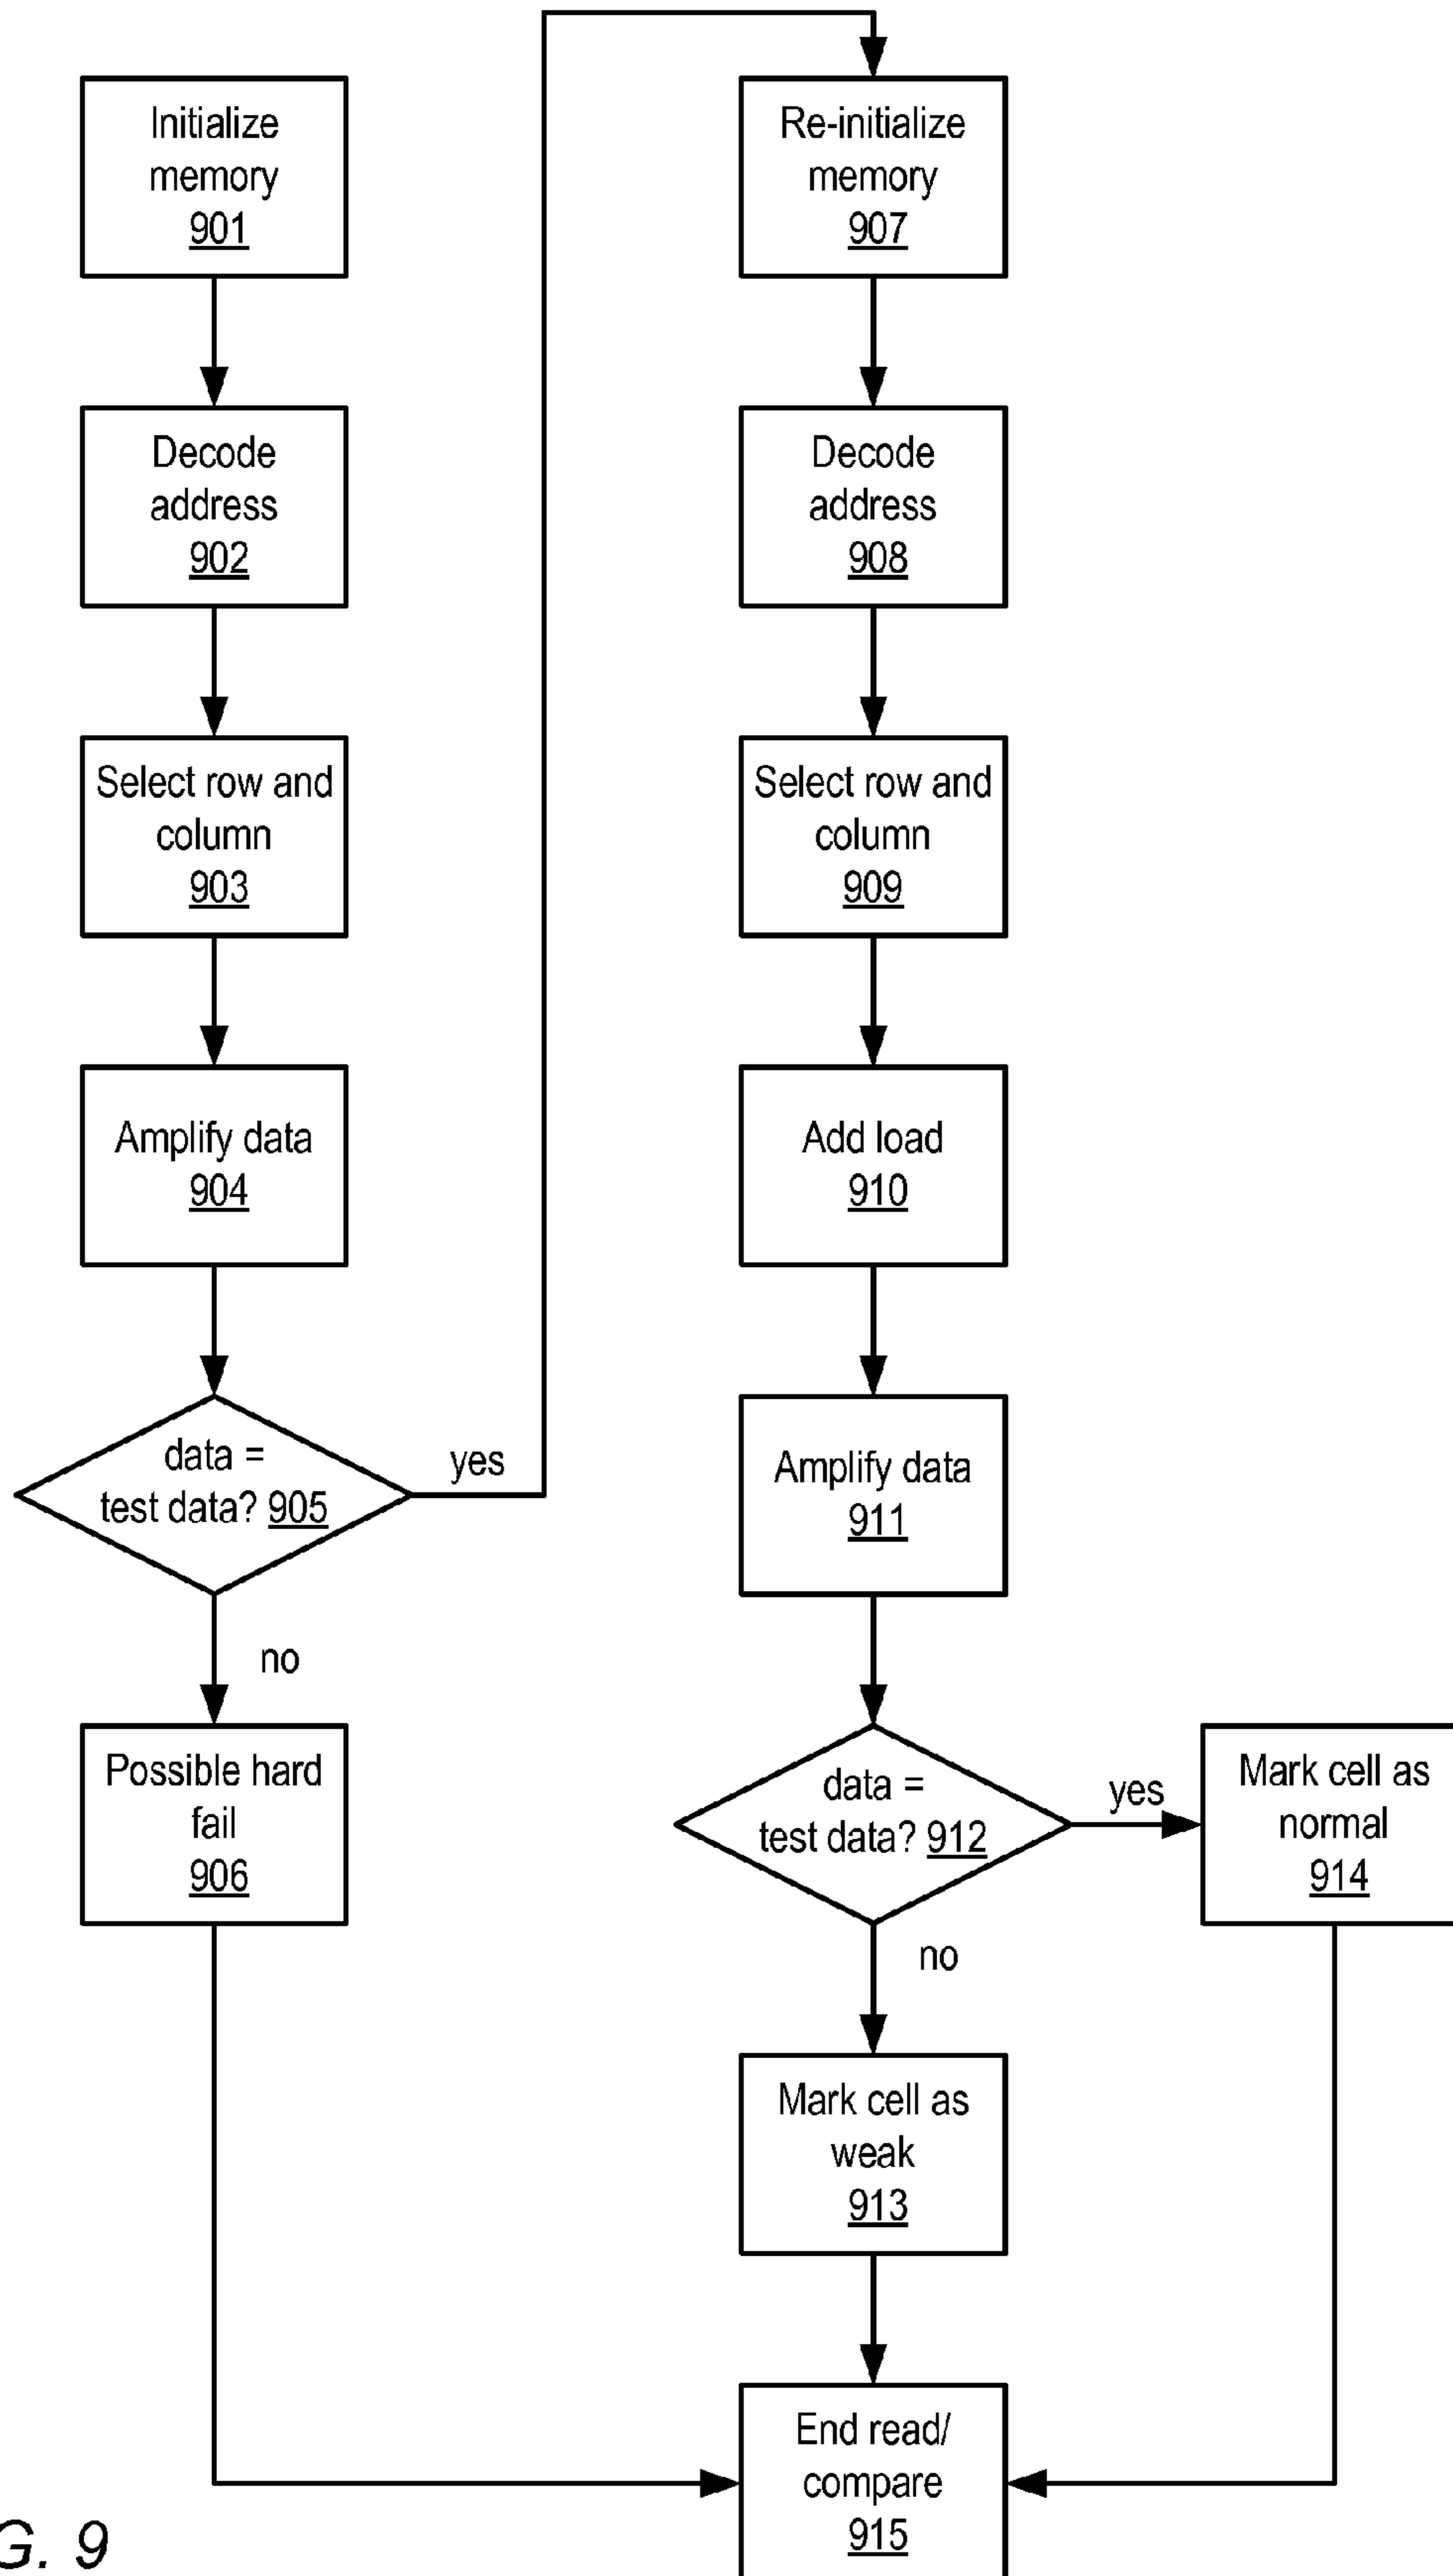 Initialize
memory
901
Decode
address
902
Select row and
column
903
Amplify data
904
data =
test data? 905
yes
no
Possible hard
fail
906
Re-initialize
memory
907
Decode
address
908
Select row and
column
909
Add load
910
Amplify data
911
data =
test data? 912
yes
no
Mark cell as
normal
914
Mark cell as
weak
913
End read/
compare
915
G. 9